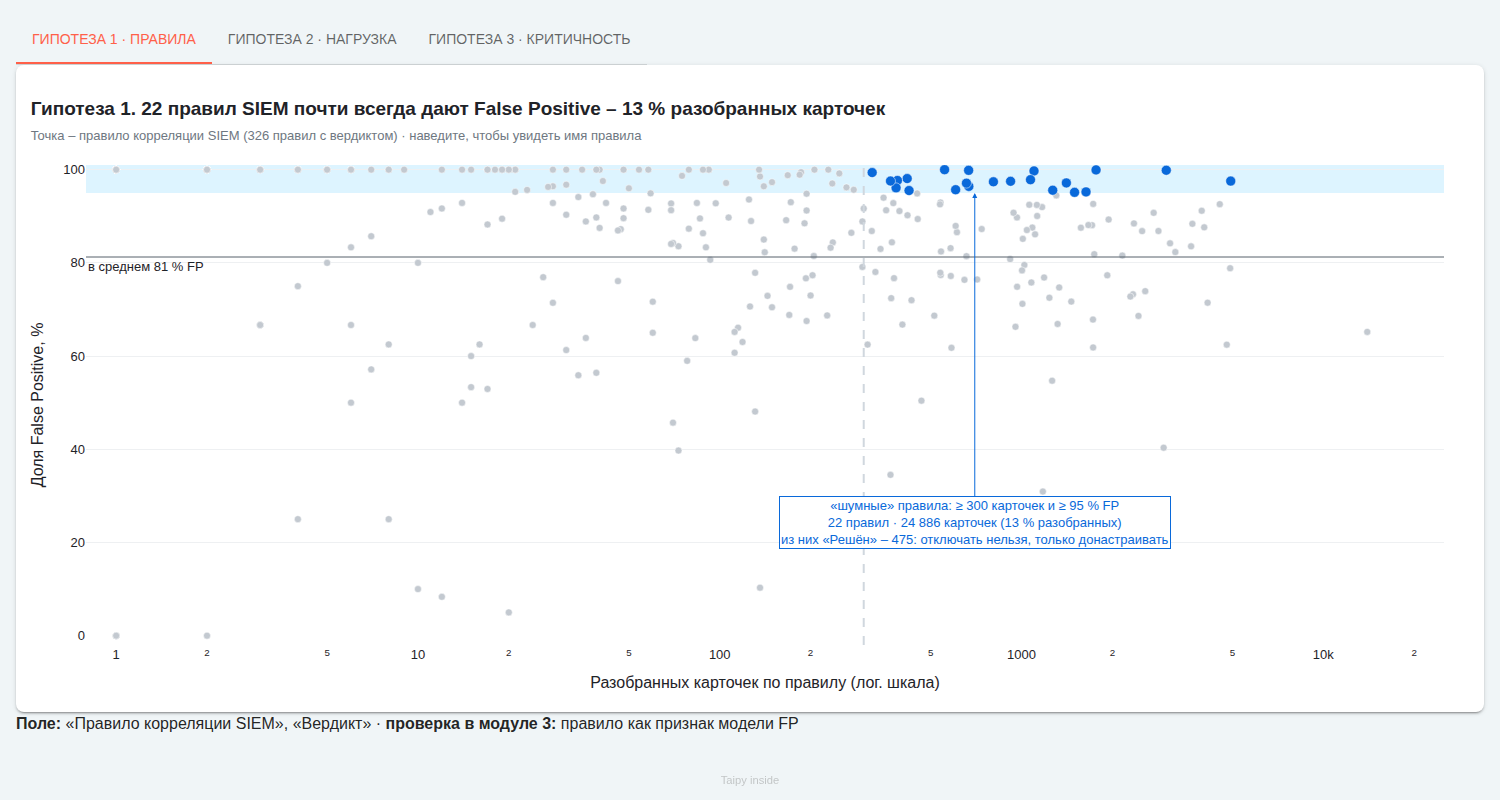 ГИПОТЕЗА 1 · ПРАВИЛА ГИПОТЕЗА 2 · НАГРУЗКА ГИПОТЕЗА 3 · КРИТИЧНОСТЬ
Гипотеза 1. 22 правил SIEM почти всегда дают False Positive – 13 % разобранных карточек
Точка – правило корреляции SIEM (326 правил с вердиктом) · наведите, чтобы увидеть имя правила
Доля False Positive, %
100
80
60
40
20
0
в среднем 81 % FP
«шумные» правила: ≥ 300 карточек и ≥ 95 % FP
22 правил · 24 886 карточек (13 % разобранных)
из них «Решён» – 475: отключать нельзя, только донастраивать
1 2 5 10 2 5 100 2 5 1000 2 5 10k 2
Разобранных карточек по правилу (лог. шкала)
Поле: «Правило корреляции SIEM», «Вердикт» · проверка в модуле 3: правило как признак модели FP
Taipy inside